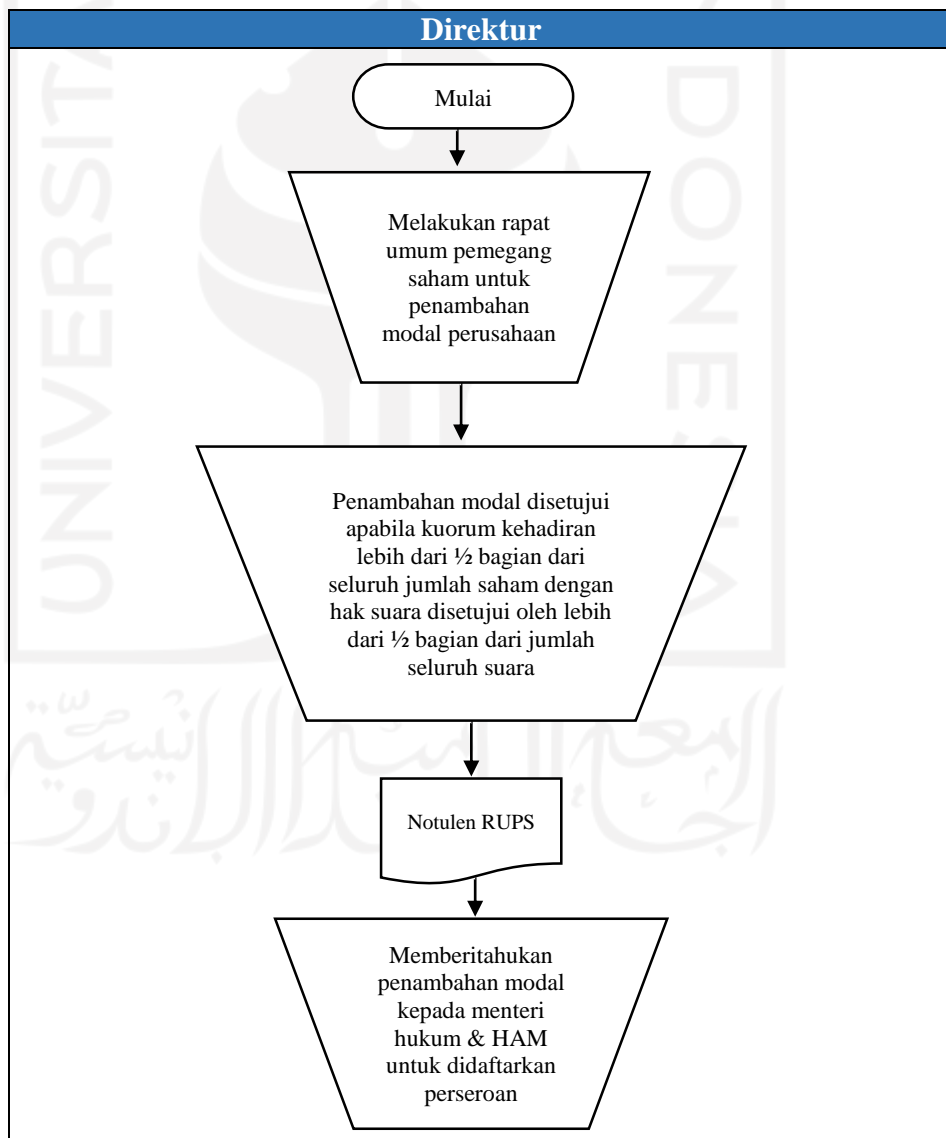 Direktur
Mulai
Melakukan rapat
umum pemegang
saham untuk
penambahan
modal perusahaan
Penambahan modal disetujui
apabila kuorum kehadiran
lebih dari ½ bagian dari
seluruh jumlah saham dengan
hak suara disetujui oleh lebih
dari ½ bagian dari jumlah
seluruh suara
Notulen RUPS
Memberitahukan
penambahan modal
kepada menteri
hukum & HAM
untuk didaftarkan
perseroan